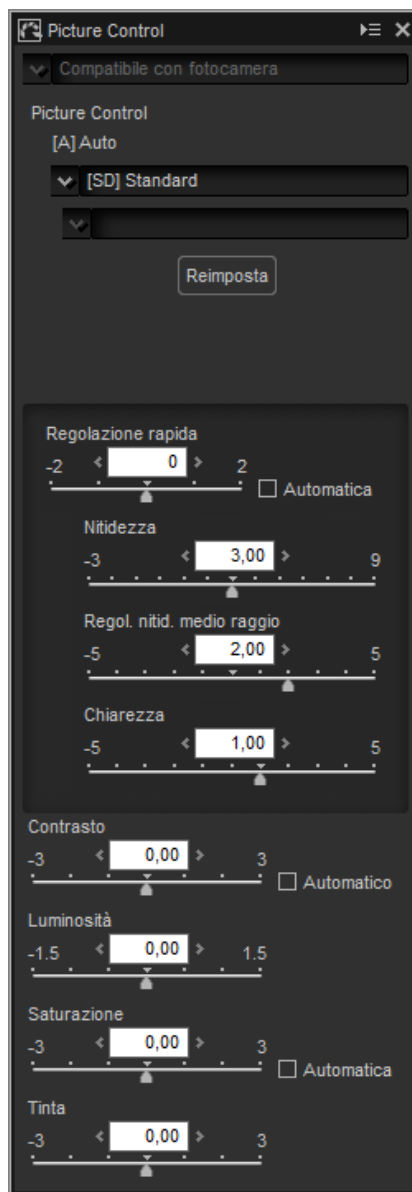 Picture Control
Compatibile con fotocamera
Picture Control
[A] Auto
[SD] Standard
Reimposta
Regolazione rapida
-2 0 2
Automatica
Nitidezza
-3 3,00 9
Regol. nitid. medio raggio
-5 2,00 5
Chiarezza
-5 1,00 5
Contrasto
-3 0,00 3
Automatico
Luminosità
-1.5 0,00 1.5
Saturazione
-3 0,00 3
Automatica
Tinta
-3 0,00 3